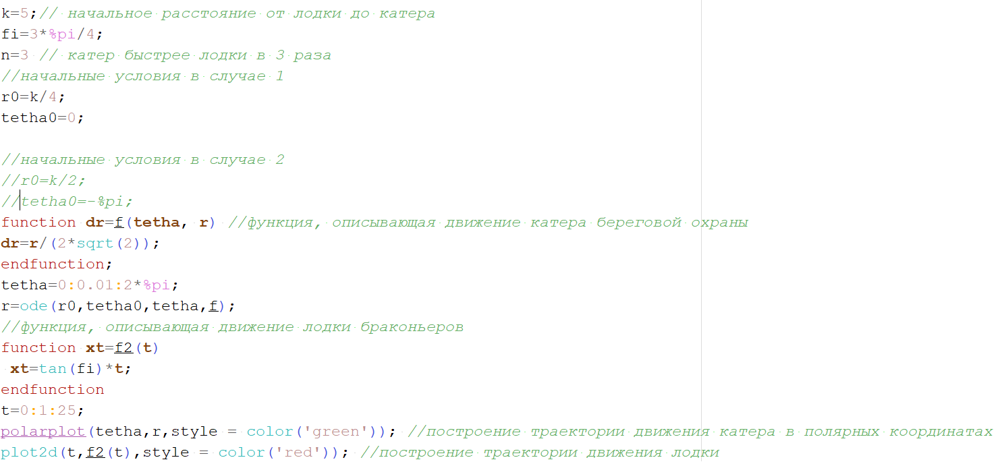 k=5;// начальное расстояние от лодки до катера
fi=3*%pi/4;
n=3 // катер быстрее лодки в 3 раза
//начальные условия в случае 1
r0=k/4;
tetha0=0;
//начальные условия в случае 2
//r0=k/2;
//tetha0=-%pi;
function dr=f(tetha, r) //функция, описывающая движение катера береговой охраны
dr=r/(2*sqrt(2));
endfunction;
tetha=0:0.01:2*%pi;
r=ode(r0,tetha0,tetha,f);
//функция, описывающая движение лодки браконьеров
function xt=f2(t)
xt=tan(fi)*t;
endfunction
t=0:1:25;
polarplot(tetha,r,style = color('green')); //построение траектории движения катера в полярных координатах
plot2d(t,f2(t),style = color('red')); //построение траектории движения лодки